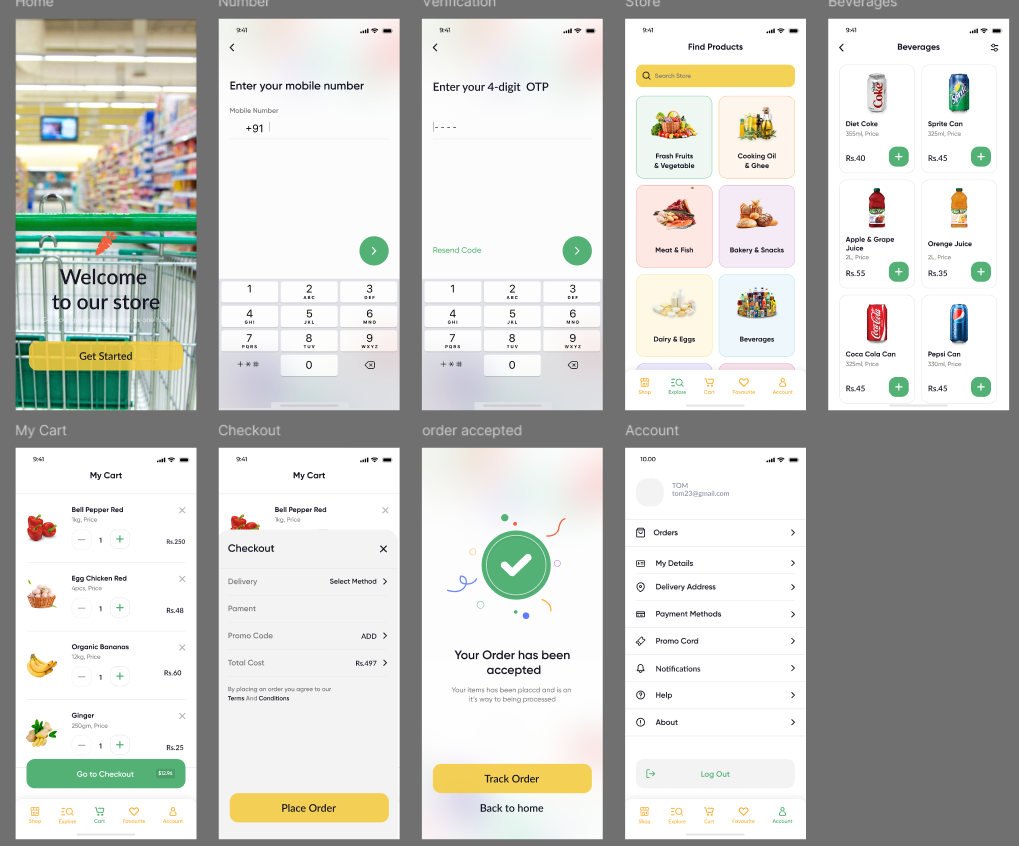 Home
9:41
Welcome
to our store
Get Started
Number
9:41
Enter your mobile number
Mobile Number
+91
1
2
ABC
3
DEF
4
GHI
5
JKL
6
MNO
7
PQRS
8
TUV
9
WXYZ
+*#
0
Verification
9:41
Enter your 4-digit OTP
----
Resend Code
1
2
ABC
3
DEF
4
GHI
5
JKL
6
MNO
7
PQRS
8
TUV
9
WXYZ
+*#
0
Store
9:41
Find Products
Search Store
Frash Fruits
& Vegetable
Cooking Oil
& Ghee
Meat & Fish
Bakery & Snacks
Dairy & Eggs
Beverages
Shop
Explore
Cart
Favourite
Account
Beverages
9:41
Beverages
Diet Coke
355ml, Price
Rs.40
Sprite Can
325ml, Price
Rs.45
Apple & Grape
Juice
2L, Price
Rs.55
Orenge Juice
2L, Price
Rs.35
Coca Cola Can
325ml, Price
Rs.45
Pepsi Can
330ml, Price
Rs.45
My Cart
9:41
My Cart
Bell Pepper Red
1kg, Price
1
Rs.250
Egg Chicken Red
4pcs, Price
1
Rs.48
Organic Bananas
12kg, Price
1
Rs.60
Ginger
250gm, Price
1
Rs.25
Go to Checkout
$12.96
Shop
Explore
Cart
Favourite
Account
Checkout
9:41
My Cart
Bell Pepper Red
1kg, Price
Checkout
Delivery
Select Method
Pament
Promo Code
ADD
Total Cost
Rs.497
By placing an order you agree to our
Terms And Conditions
Place Order
order accepted
Your Order has been
accepted
Your items has been placcd and is on
it's way to being processed
Track Order
Back to home
Account
10.00
TOM
tom23@gmail.com
Orders
My Details
Delivery Address
Payment Methods
Promo Cord
Notifications
Help
About
Log Out
Shop
Explore
Cart
Favourite
Account